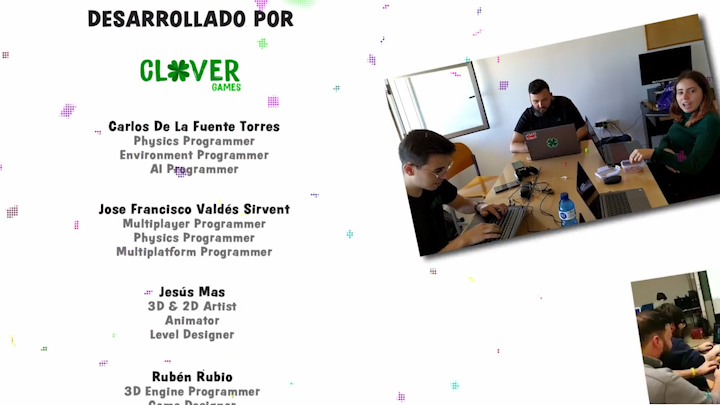 DESARROLLADO POR
CLOVER
GAMES
Carlos De La Fuente Torres
Physics Programmer
Environment Programmer
AI Programmer
Jose Francisco Valdés Sirvent
Multiplayer Programmer
Physics Programmer
Multiplatform Programmer
Jesús Mas
3D & 2D Artist
Animator
Level Designer
Rubén Rubio
3D Engine Programmer
Game Designer